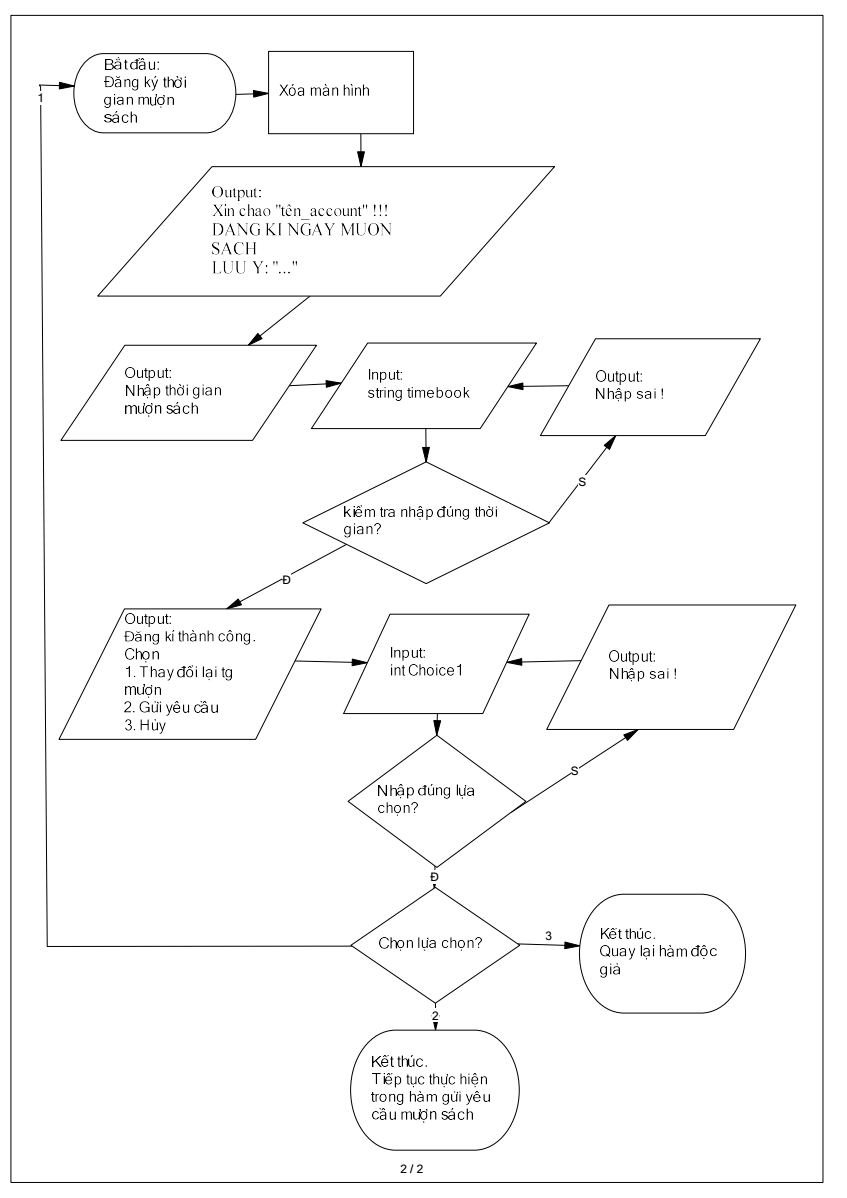 Bắt đầu:
Đăng ký thời
gian mượn
sách
1
Xóa màn hình
Output:
Xin chao "tên_account" !!!
DANG KI NGAY MUON
SACH
LUU Y: "..."
Output:
Nhập thời gian
mượn sách
Input:
string timebook
Output:
Nhập sai !
S
kiểm tra nhập đúng thời
gian?
Đ
Output:
Đăng kí thành công.
Chọn
1. Thay đổi lại tg
mượn
2. Gửi yêu cầu
3. Hủy
Input:
int Choice1
Output:
Nhập sai !
S
Nhập đúng lựa
chọn?
Đ
Chọn lựa chọn?
3
Kết thúc.
Quay lại hàm độc
giả
2
Kết thúc.
Tiếp tục thực hiện
trong hàm gửi yêu
cầu mượn sách
2 / 2